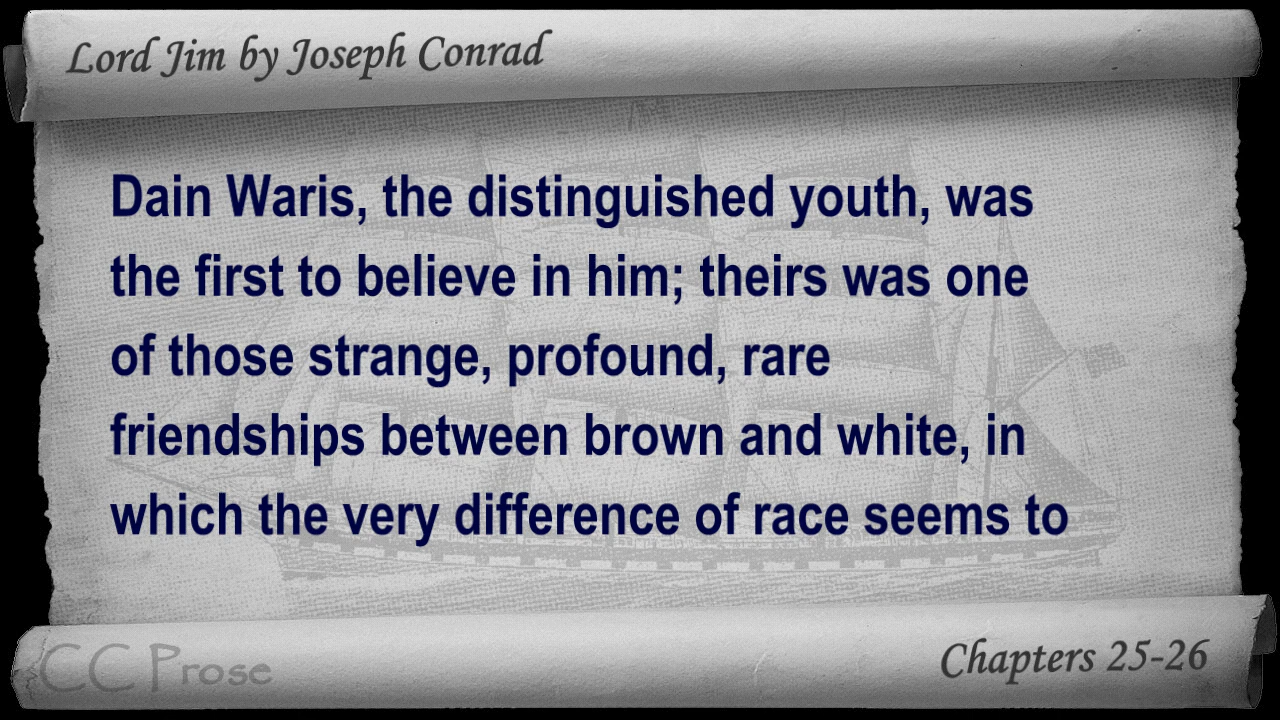 Lord Jim by Joseph Conrad
Dain Waris, the distinguished youth, was
the first to believe in him; theirs was one
of those strange, profound, rare
friendships between brown and white, in
which the very difference of race seems to
CC Prose
Chapters 25-26